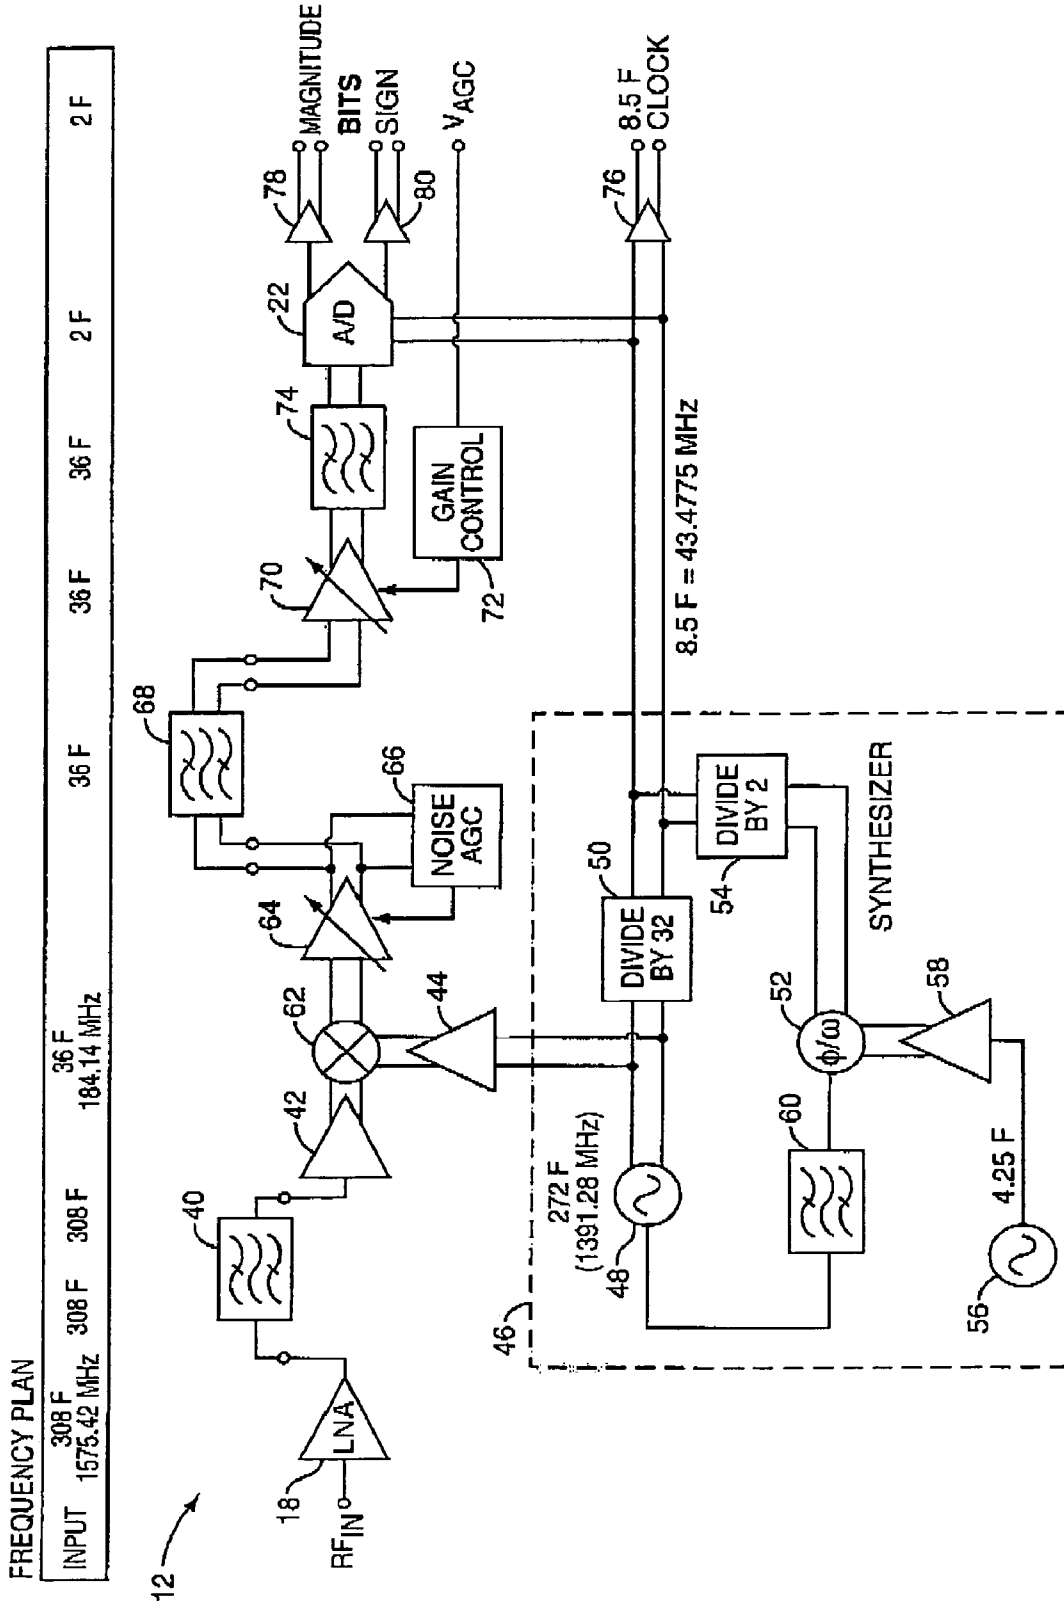 FREQUENCY PLAN
INPUT
308 F
1575.42 MHz
308 F
308 F
36 F
184.14 MHz
36 F
36 F
36 F
2 F
2 F
12
RFIN
18
LNA
40
42
62
44
64
NOISE
AGC
66
68
70
GAIN
CONTROL
72
74
A/D
22
78
MAGNITUDE
BITS
SIGN
80
VAGC
76
8.5 F
CLOCK
8.5 F = 43.4775 MHz
46
272 F
(1391.28 MHz)
48
DIVIDE
BY 32
50
DIVIDE
BY 2
54
SYNTHESIZER
60
ϕ/ω
52
58
56
4.25 F